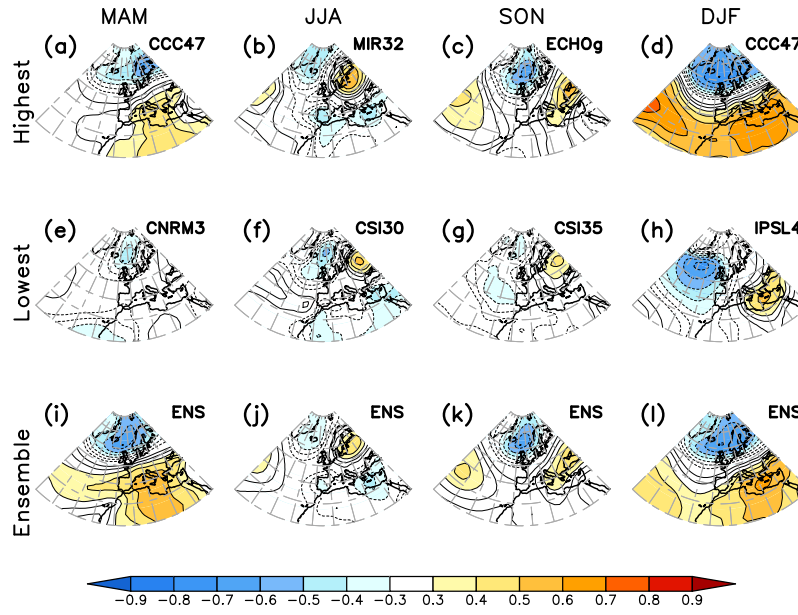 MAM JJA SON DJF
Highest
(a) CCC47 (b) MIR32 (c) ECHOg (d) CCC47
Lowest
(e) CNRM3 (f) CSI30 (g) CSI35 (h) IPSL4
Ensemble
(i) ENS (j) ENS (k) ENS (l) ENS
−0.9 −0.8 −0.7 −0.6 −0.5 −0.4 −0.3 0.3 0.4 0.5 0.6 0.7 0.8 0.9